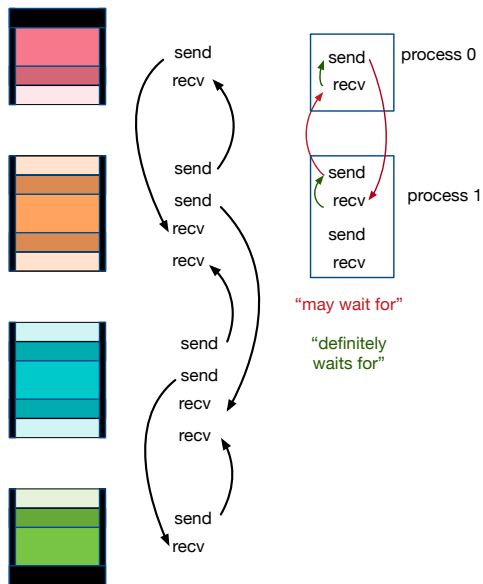 send
recv
send
send
recv
recv
send
send
recv
recv
send
recv
send
recv
process 0
send
recv
send
recv
process 1
“may wait for”
“definitely
waits for”